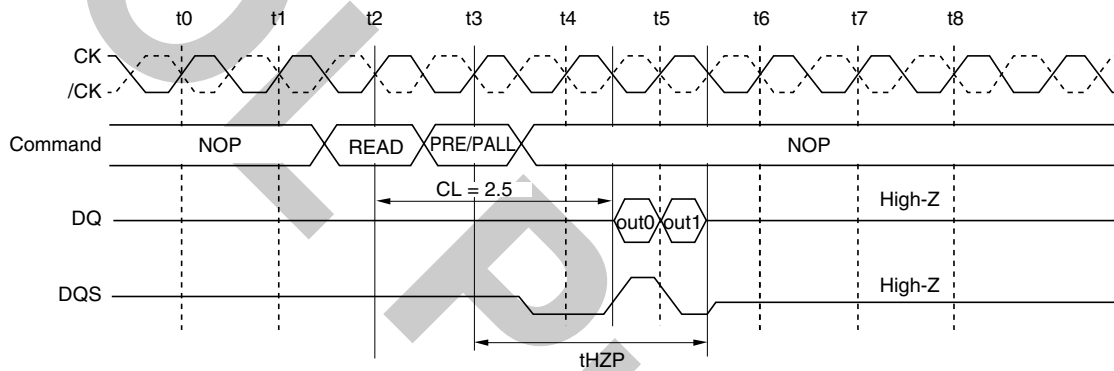 t0 t1 t2 t3 t4 t5 t6 t7 t8
CK
/CK
Command NOP READ PRE/PALL NOP
CL = 2.5
DQ out0 out1 High-Z
DQS High-Z
tHZP